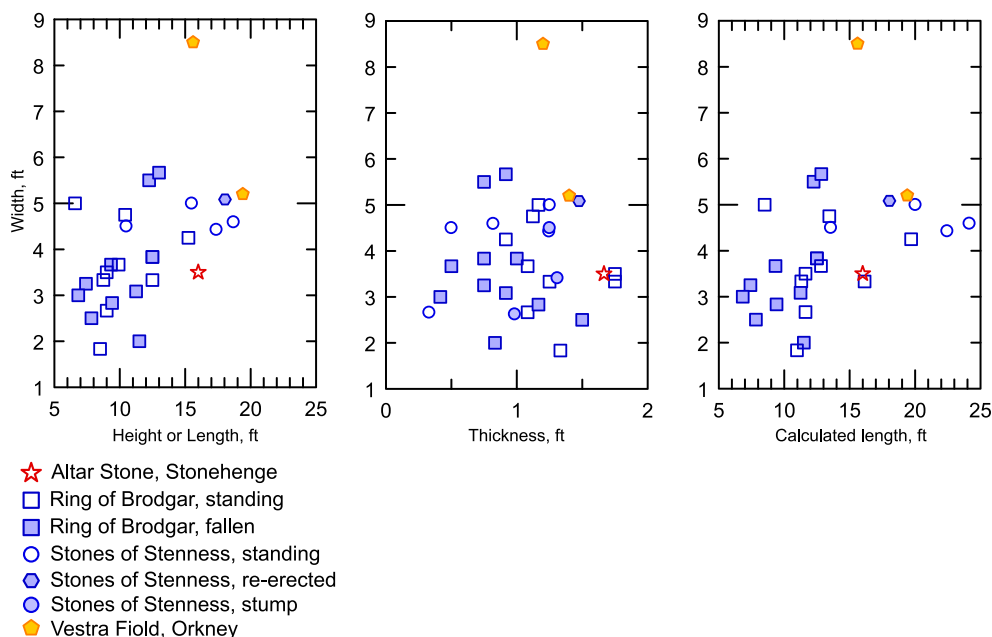 9
8
7
6
5
4
3
2
1
Width, ft
5 10 15 20 25
Height or Length, ft
0 1 2
Thickness, ft
5 10 15 20 25
Calculated length, ft
Altar Stone, Stonehenge
Ring of Brodgar, standing
Ring of Brodgar, fallen
Stones of Stenness, standing
Stones of Stenness, re-erected
Stones of Stenness, stump
Vestra Fiold, Orkney
9
8
7
6
5
4
3
2
1
9
8
7
6
5
4
3
2
1